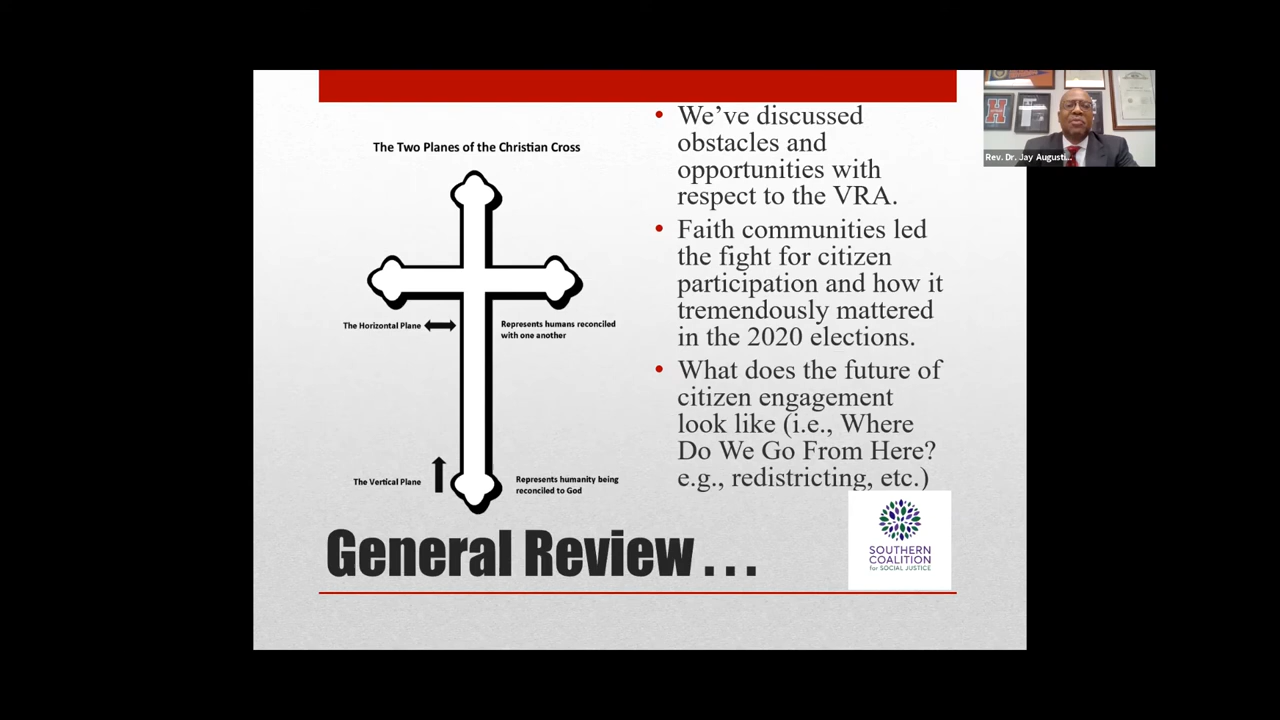 The Two Planes of the Christian Cross
The Horizontal Plane
Represents humans reconciled
with one another
The Vertical Plane
Represents humanity being
reconciled to God
• We’ve discussed
obstacles and
opportunities with
respect to the VRA.
• Faith communities led
the fight for citizen
participation and how it
tremendously mattered
in the 2020 elections.
• What does the future of
citizen engagement
look like (i.e., Where
Do We Go From Here?
e.g., redistricting, etc.)
General Review . . .
SOUTHERN
COALITION
for SOCIAL JUSTICE
H
Rev. Dr. Jay Augusti...